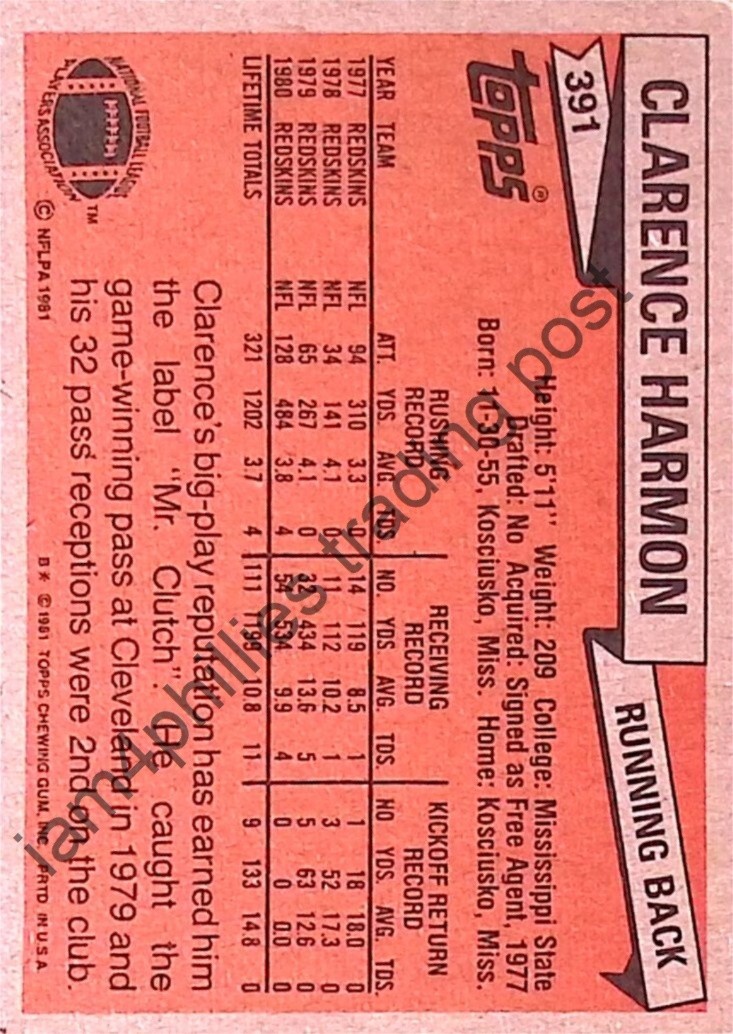 CLARENCE HARMON
RUNNING BACK
391
TOPPS®
Height: 5'11" Weight: 209 College: Mississippi State
Drafted: No Acquired: Signed as Free Agent, 1977
Born: 11-30-55, Kosciusko, Miss. Home: Kosciusko, Miss.
RUSHING RECORD RECEIVING RECORD KICKOFF RETURN RECORD
YEAR TEAM ATT. YDS. AVG. TDS. NO. YDS. AVG. TDS. NO. YDS. AVG. TDS.
1977 REDSKINS NFL 94 310 3.3 0 14 119 8.5 1 1 18 18.0 0
1978 REDSKINS NFL 34 141 4.1 0 11 112 10.2 1 3 52 17.3 0
1979 REDSKINS NFL 65 267 4.1 0 32 434 13.6 5 5 63 12.6 0
1980 REDSKINS NFL 128 484 3.8 4 54 534 9.9 4 0 0 0.0 0
LIFETIME TOTALS 321 1202 3.7 4 111 1199 10.8 11 9 133 14.8 0
Clarence's big-play reputation has earned him
the label "Mr. Clutch". He caught the
game-winning pass at Cleveland in 1979 and
his 32 pass receptions were 2nd on the club.
NATIONAL FOOTBALL LEAGUE
PLAYERS ASSOCIATION
TM
© NFLPA 1981
B* © 1981 TOPPS CHEWING GUM, INC. PRTD. IN U.S.A.
iam4phillies trading post